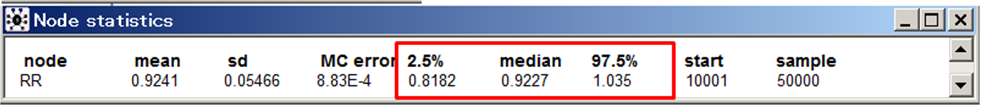 Node statistics
node mean sd MC error 2.5% median 97.5% start sample
RR 0.9241 0.05466 8.83E-4 0.8182 0.9227 1.035 10001 50000